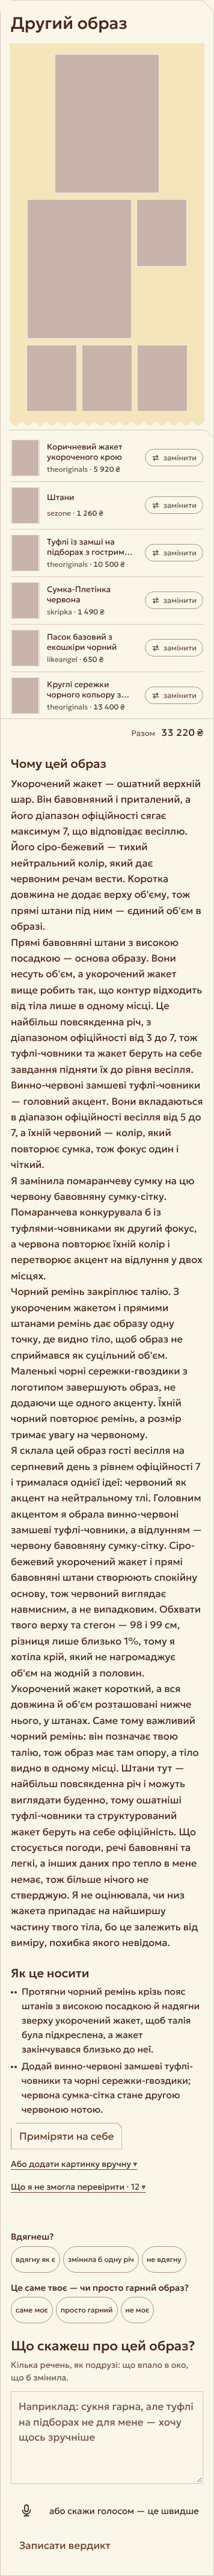 Другий образ
Коричневий жакет
укороченого крою
theoriginals · 5 920 ₴
замінити
Штани
sezone · 1 260 ₴
замінити
Туфлі із замші на
підборах з гострим…
theoriginals · 10 500 ₴
замінити
Сумка-Плетінка
червона
skripka · 1 490 ₴
замінити
Пасок базовий з
екошкіри чорний
likeangel · 650 ₴
замінити
Круглі сережки
чорного кольору з…
theoriginals · 13 400 ₴
замінити
Разом 33 220 ₴
Чому цей образ
Укорочений жакет — ошатний верхній
шар. Він бавовняний і приталений, а
його діапазон офіційності сягає
максимум 7, що відповідає весіллю.
Його сіро-бежевий — тихий
нейтральний колір, який дає
червоним речам вести. Коротка
довжина не додає верху об'єму, тож
прямі штани під ним — єдиний об'єм в
образі.
Прямі бавовняні штани з високою
посадкою — основа образу. Вони
несуть об'єм, а укорочений жакет
вище робить так, що контур відходить
від тіла лише в одному місці. Це
найбільш повсякденна річ, з
діапазоном офіційності від 3 до 7, тож
туфлі-човники та жакет беруть на себе
завдання підняти їх до рівня весілля.
Винно-червоні замшеві туфлі-човники
— головний акцент. Вони вкладаються
в діапазон офіційності весілля від 5 до
7, а їхній червоний — колір, який
повторює сумка, тож фокус один і
чіткий.
Я замінила помаранчеву сумку на цю
червону бавовняну сумку-сітку.
Помаранчева конкурувала б із
туфлями-човниками як другий фокус,
а червона повторює їхній колір і
перетворює акцент на відлуння у двох
місцях.
Чорний ремінь закріплює талію. З
укороченим жакетом і прямими
штанами ремінь дає образу одну
точку, де видно тіло, щоб образ не
сприймався як суцільний об'єм.
Маленькі чорні сережки-гвоздики з
логотипом завершують образ, не
додаючи ще одного акценту. Їхній
чорний повторює ремінь, а розмір
тримає увагу на червоному.
Я склала цей образ гості весілля на
серпневий день з рівнем офіційності 7
і трималася однієї ідеї: червоний як
акцент на нейтральному тлі. Головним
акцентом я обрала винно-червоні
замшеві туфлі-човники, а відлунням —
червону бавовняну сумку-сітку. Сіро-
бежевий укорочений жакет і прямі
бавовняні штани створюють спокійну
основу, тож червоний виглядає
навмисним, а не випадковим. Обхвати
твого верху та стегон — 98 і 99 см,
різниця лише близько 1%, тому я
хотіла крій, який не нагромаджує
об'єм на жодній з половин.
Укорочений жакет короткий, а вся
довжина й об'єм розташовані нижче
нього, у штанах. Саме тому важливий
чорний ремінь: він позначає твою
талію, тож образ має там опору, а тіло
видно в одному місці. Штани тут —
найбільш повсякденна річ і можуть
виглядати буденно, тому ошатніші
туфлі-човники та структурований
жакет беруть на себе офіційність. Що
стосується погоди, речі бавовняні та
легкі, а інших даних про тепло в мене
немає, тож більше нічого не
стверджую. Я не оцінювала, чи низ
жакета припадає на найширшу
частину твого тіла, бо це залежить від
виміру, похибка якого невідома.
Як це носити
Протягни чорний ремінь крізь пояс
штанів з високою посадкою й надягни
зверху укорочений жакет, щоб талія
була підкреслена, а жакет
закінчувався близько до неї.
Додай винно-червоні замшеві туфлі-
човники та чорні сережки-гвоздики;
червона сумка-сітка стане другою
червоною нотою.
Приміряти на себе
Або додати картинку вручну ▾
Що я не змогла перевірити · 12 ▾
Вдягнеш?
вдягну як є
змінила б одну річ
не вдягну
Це саме твоє — чи просто гарний образ?
саме моє
просто гарний
не моє
Що скажеш про цей образ?
Кілька речень, як подрузі: що впало в око,
що б змінила.
Наприклад: сукня гарна, але туфлі
на підборах не для мене — хочу
щось зручніше
або скажи голосом — це швидше
Записати вердикт